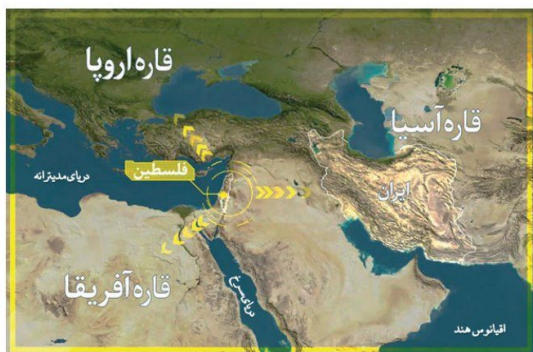 قاره اروپا
قاره آسیا
دریای مدیترانه
فلسطین
ایران
قاره آفریقا
دریای سرخ
اقیانوس هند